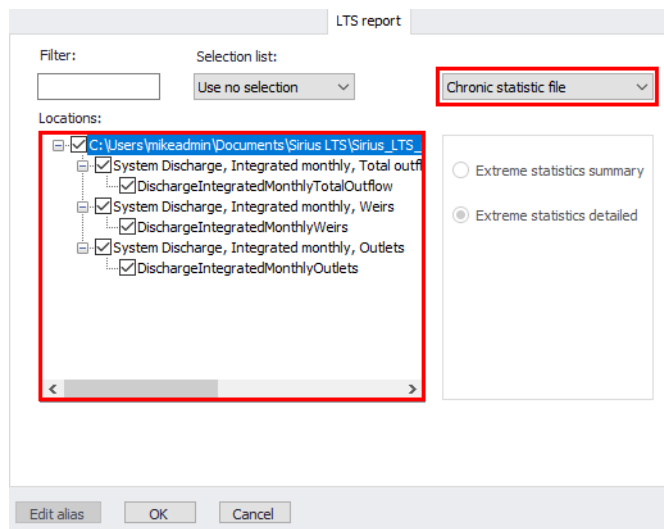 LTS report
Filter:
Selection list:
Use no selection
Chronic statistic file
Locations:
C:\Users\mikeadmin\Documents\Sirius LTS\Sirius_LTS_
System Discharge, Integrated monthly, Total outfl
DischargeIntegratedMonthlyTotalOutflow
System Discharge, Integrated monthly, Weirs
DischargeIntegratedMonthlyWeirs
System Discharge, Integrated monthly, Outlets
DischargeIntegratedMonthlyOutlets
Extreme statistics summary
Extreme statistics detailed
Edit alias
OK
Cancel